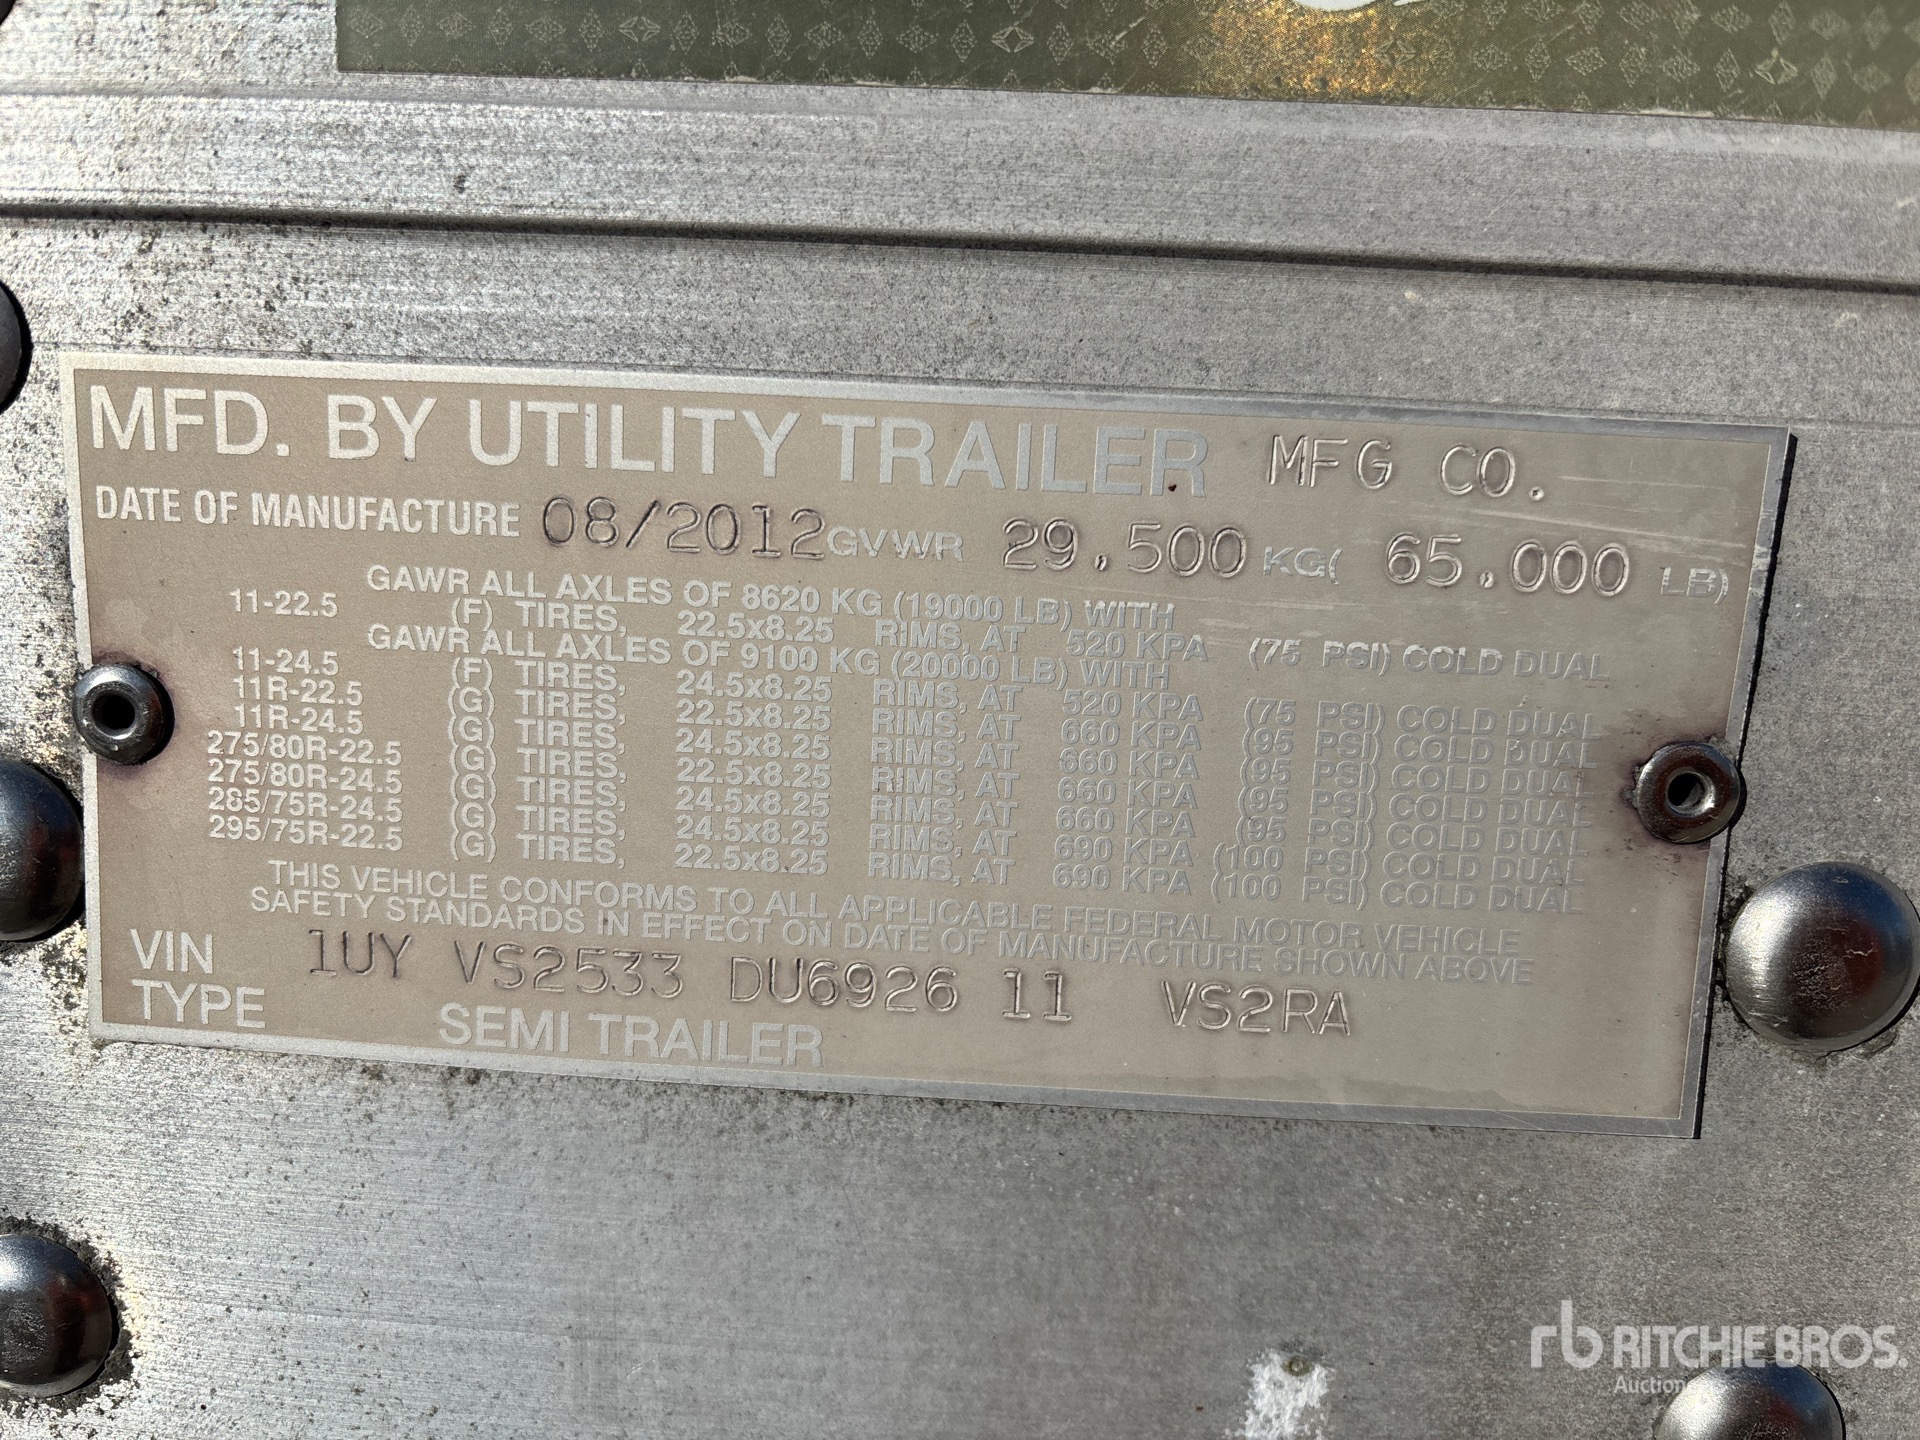 MFD. BY UTILITY TRAILER MFG CO.
DATE OF MANUFACTURE 08/2012 GVWR 29,500 KG( 65,000 LB)
GAWR ALL AXLES OF 8620 KG (19000 LB) WITH
11-22.5 (F) TIRES, 22.5x8.25 RIMS, AT 520 KPA (75 PSI) COLD DUAL
GAWR ALL AXLES OF 9100 KG (20000 LB) WITH
11-24.5 (F) TIRES, 24.5x8.25 RIMS, AT 520 KPA (75 PSI) COLD DUAL
11R-22.5 (G) TIRES, 22.5x8.25 RIMS, AT 660 KPA (95 PSI) COLD DUAL
11R-24.5 (G) TIRES, 24.5x8.25 RIMS, AT 660 KPA (95 PSI) COLD DUAL
275/80R-22.5 (G) TIRES, 22.5x8.25 RIMS, AT 660 KPA (95 PSI) COLD DUAL
275/80R-24.5 (G) TIRES, 24.5x8.25 RIMS, AT 660 KPA (95 PSI) COLD DUAL
285/75R-24.5 (G) TIRES, 24.5x8.25 RIMS, AT 690 KPA (100 PSI) COLD DUAL
295/75R-22.5 (G) TIRES, 22.5x8.25 RIMS, AT 690 KPA (100 PSI) COLD DUAL
THIS VEHICLE CONFORMS TO ALL APPLICABLE FEDERAL MOTOR VEHICLE
SAFETY STANDARDS IN EFFECT ON DATE OF MANUFACTURE SHOWN ABOVE
VIN 1UY VS2533 DU6926 11 VS2RA
TYPE SEMI TRAILER
rb RITCHIE BROS.